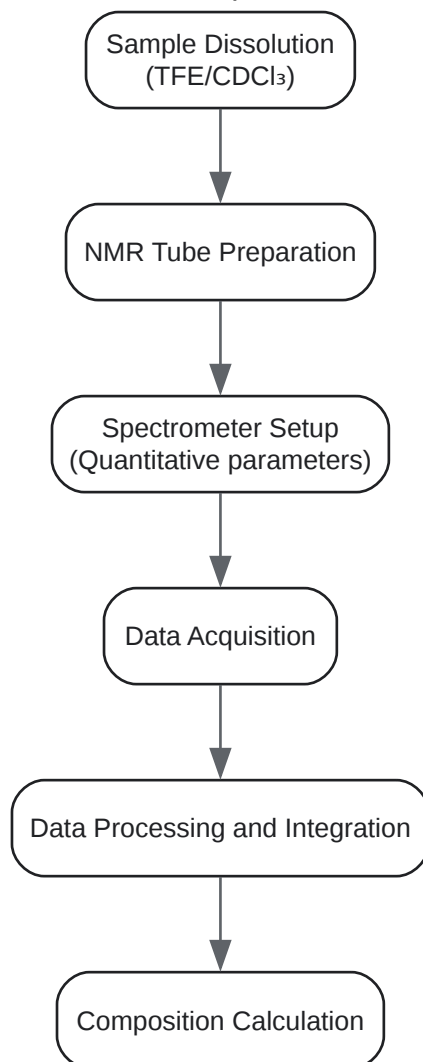 Sample Dissolution
(TFE/CDCl₃)
NMR Tube Preparation
Spectrometer Setup
(Quantitative parameters)
Data Acquisition
Data Processing and Integration
Composition Calculation